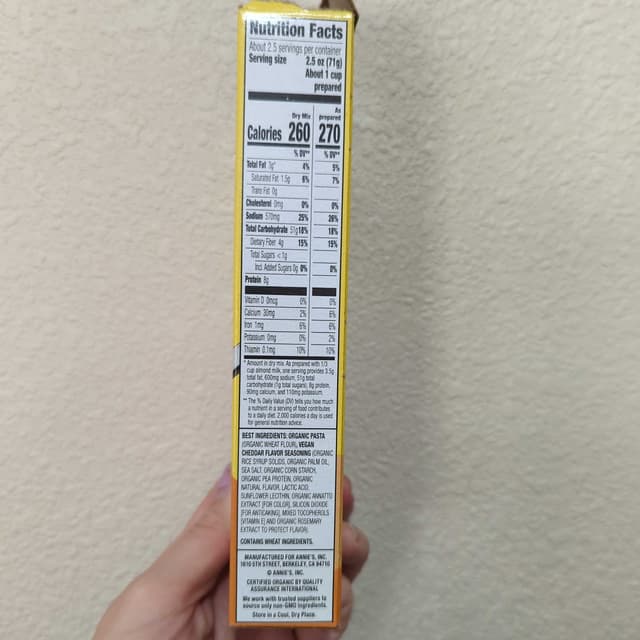 Nutrition Facts
About 2.5 servings per container
Serving size 2.5 oz (71g)
About 1 cup
prepared
Dry Mix As prepared
Calories 260 270
% DV** % DV**
Total Fat 3g* 4% 5%
Saturated Fat 1.5g 6% 7%
Trans Fat 0g
Cholesterol 0mg 0% 0%
Sodium 570mg 25% 26%
Total Carbohydrate 51g 18% 18%
Dietary Fiber 4g 15% 15%
Total Sugars <1g
Incl. Added Sugars 0g 0% 0%
Protein 8g
Vitamin D 0mcg 0% 0%
Calcium 30mg 2% 6%
Iron 1mg 6% 6%
Potassium 0mg 0% 2%
Thiamin 0.1mg 10% 10%
* Amount in dry mix. As prepared with 1/3
cup almond milk, one serving provides 3.5g
total fat, 600mg sodium, 51g total
carbohydrate (1g total sugars), 8g protein,
90mg calcium, and 110mg potassium.
** The % Daily Value (DV) tells you how much
a nutrient in a serving of food contributes
to a daily diet. 2,000 calories a day is used
for general nutrition advice.
BEST INGREDIENTS: ORGANIC PASTA
(ORGANIC WHEAT FLOUR), VEGAN
CHEDDAR FLAVOR SEASONING (ORGANIC
RICE SYRUP SOLIDS, ORGANIC PALM OIL,
SEA SALT, ORGANIC CORN STARCH,
ORGANIC PEA PROTEIN, ORGANIC
NATURAL FLAVOR, LACTIC ACID,
SUNFLOWER LECITHIN, ORGANIC ANNATTO
EXTRACT [FOR COLOR], SILICON DIOXIDE
[FOR ANTICAKING], MIXED TOCOPHEROLS
[VITAMIN E] AND ORGANIC ROSEMARY
EXTRACT TO PROTECT FLAVOR).
CONTAINS WHEAT INGREDIENTS.
MANUFACTURED FOR ANNIE'S, INC.
1610 5TH STREET, BERKELEY, CA 94710
© ANNIE'S, INC.
CERTIFIED ORGANIC BY QUALITY
ASSURANCE INTERNATIONAL
We work with trusted suppliers to
source only non-GMO ingredients.
Store in a Cool, Dry Place.